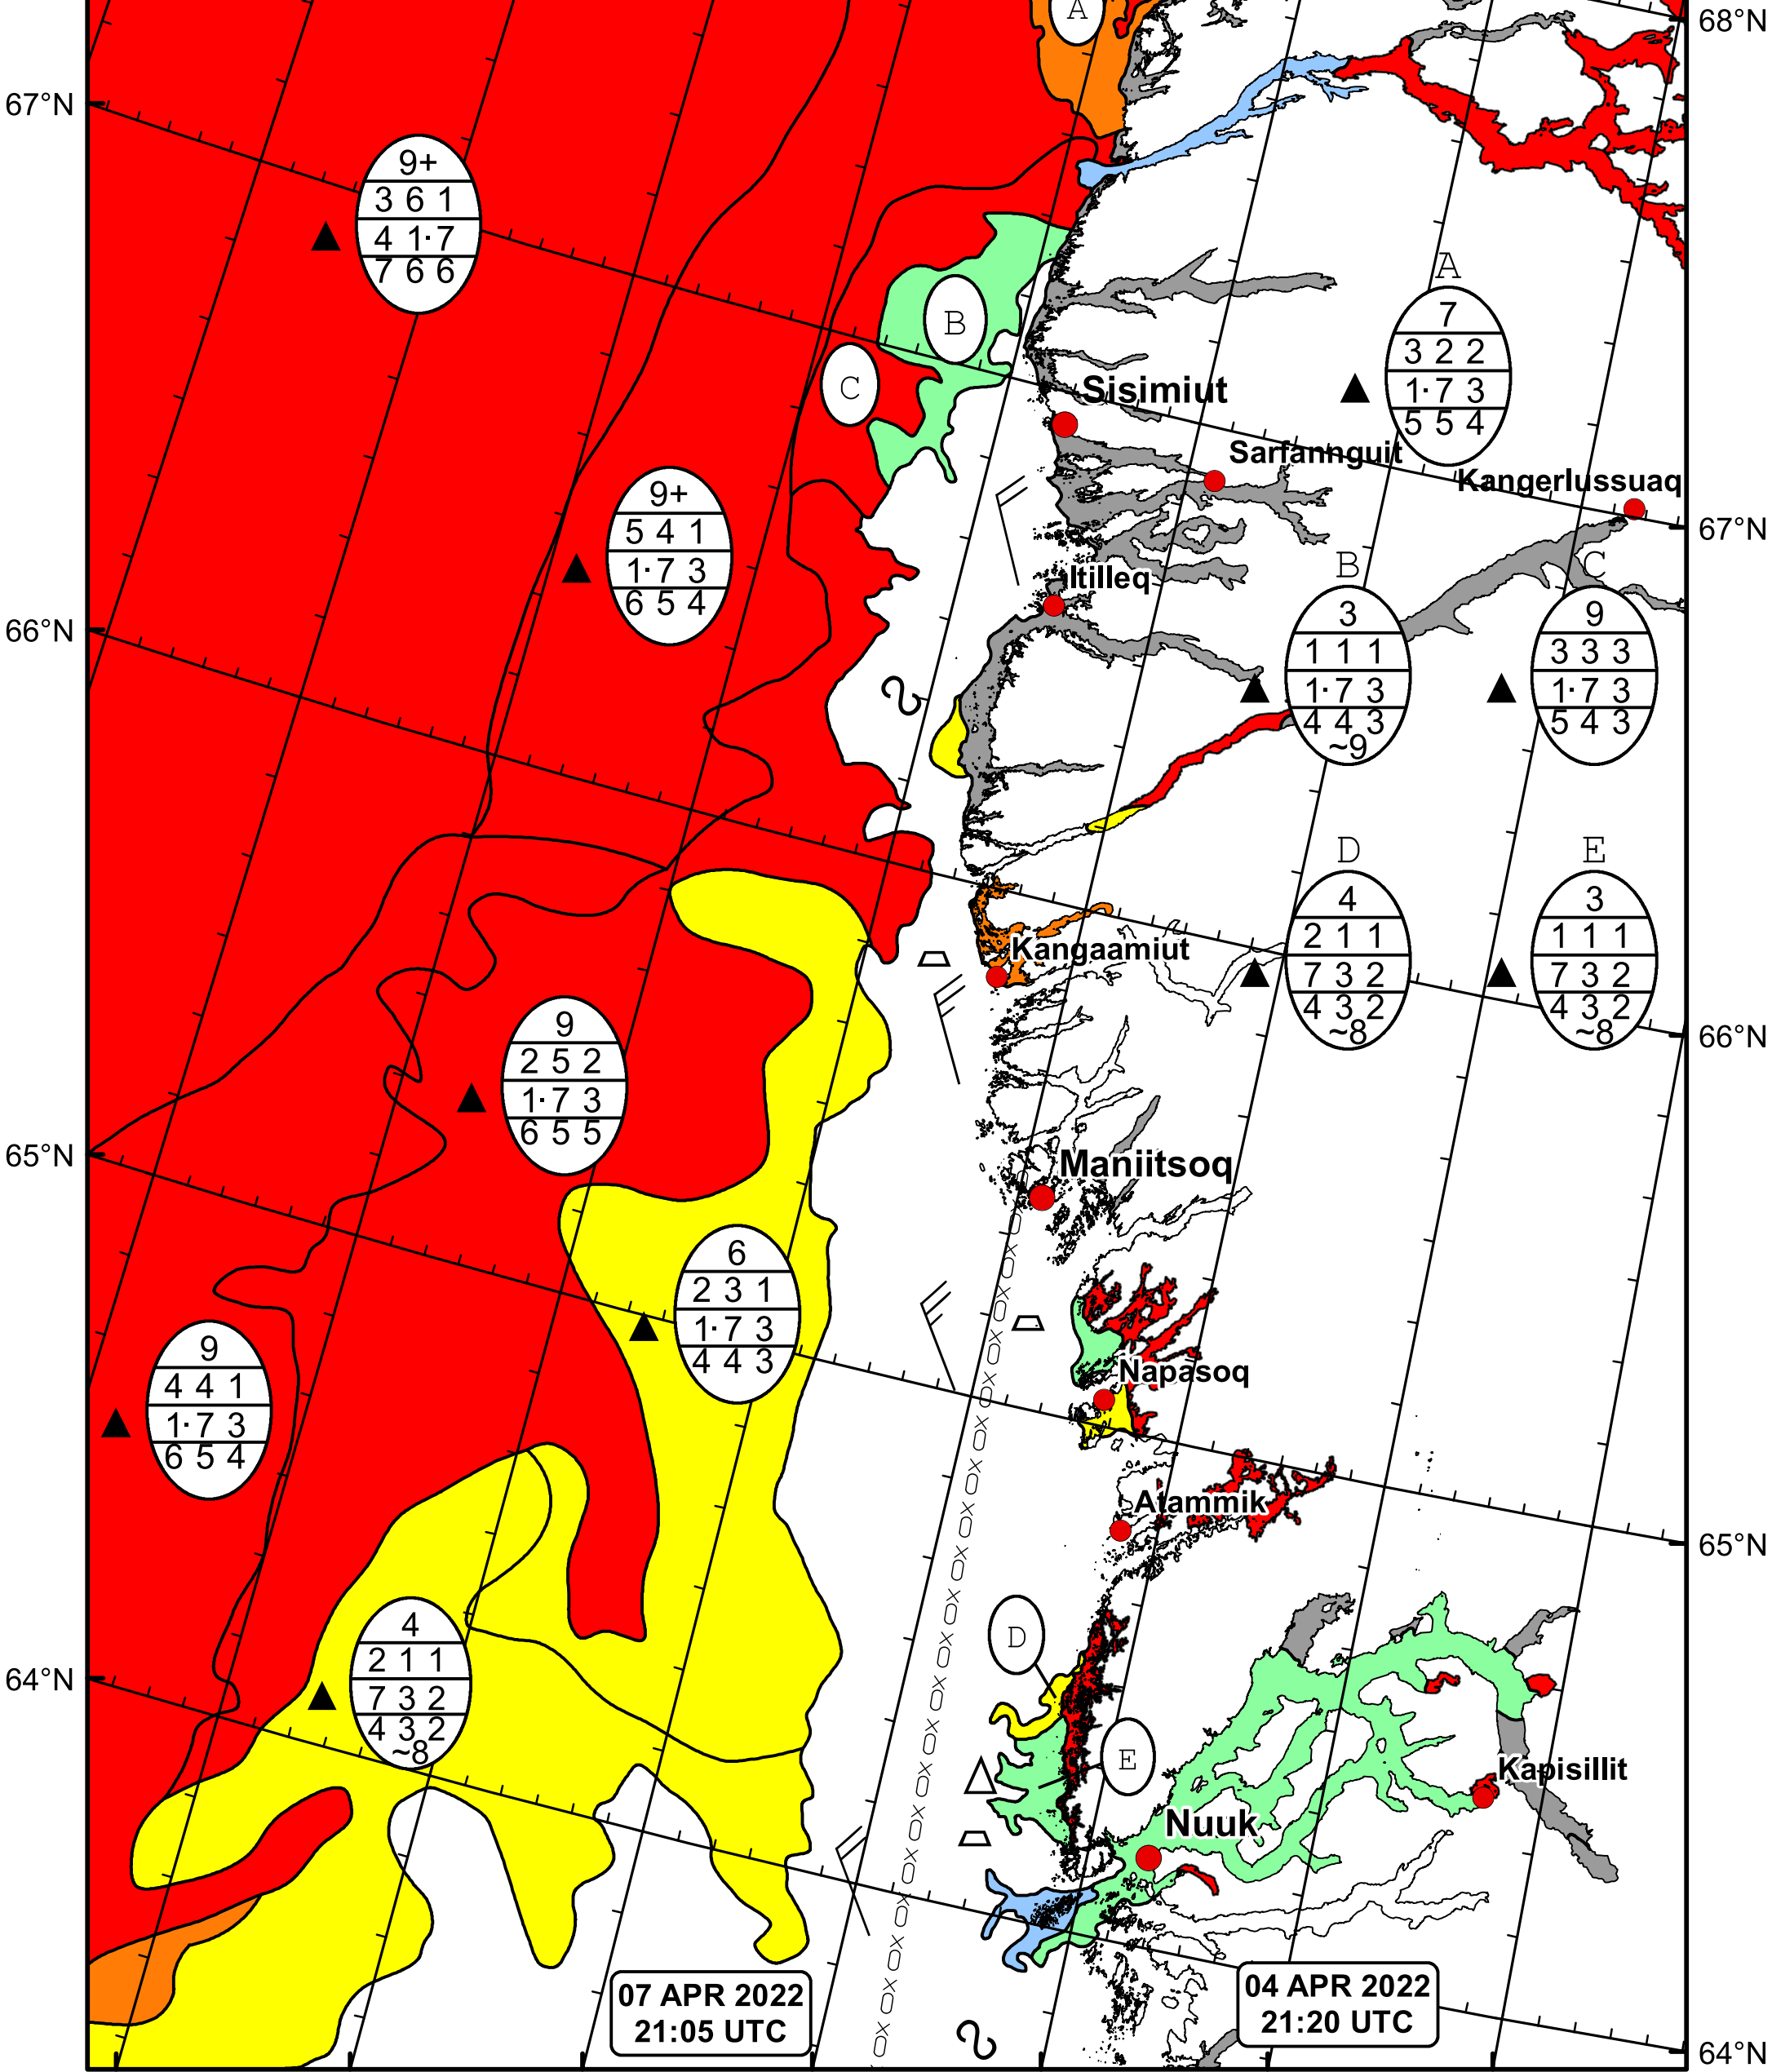 A
68°N
67°N
9+
3 6 1
4 1· 7
7 6 6
B
A
7
3 2 2
1· 7 3
5 5 4
C
Sisimiut
Sarfannguit
Kangerlussuaq
9+
5 4 1
1· 7 3
6 5 4
67°N
B
C
Itilleq
66°N
3
1 1 1
1· 7 3
4 4 3
~9
9
3 3 3
1· 7 3
5 4 3
D
E
4
2 1 1
7 3 2
4 3 2
~8
3
1 1 1
7 3 2
4 3 2
~8
Kangaamiut
66°N
9
2 5 2
1· 7 3
6 5 5
65°N
Maniitsoq
6
2 3 1
1· 7 3
4 4 3
9
4 4 1
1· 7 3
6 5 4
Napasoq
Atammik
65°N
D
4
2 1 1
7 3 2
4 3 2
~8
64°N
E
Kapisillit
Nuuk
07 APR 2022
21:05 UTC
04 APR 2022
21:20 UTC
64°N